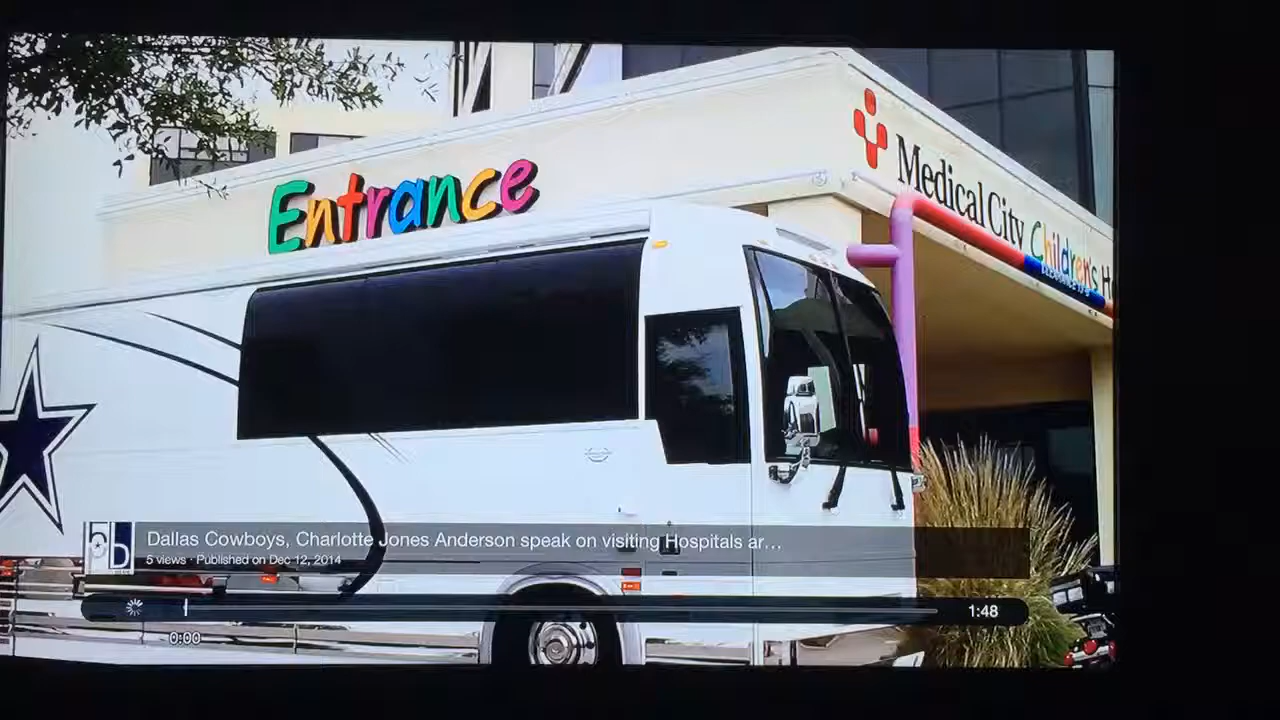 Entrance
Medical City Children's H
Dallas Cowboys, Charlotte Jones Anderson speak on visiting Hospitals ar...
5 views · Published on Dec 12, 2014
1:48
0:00